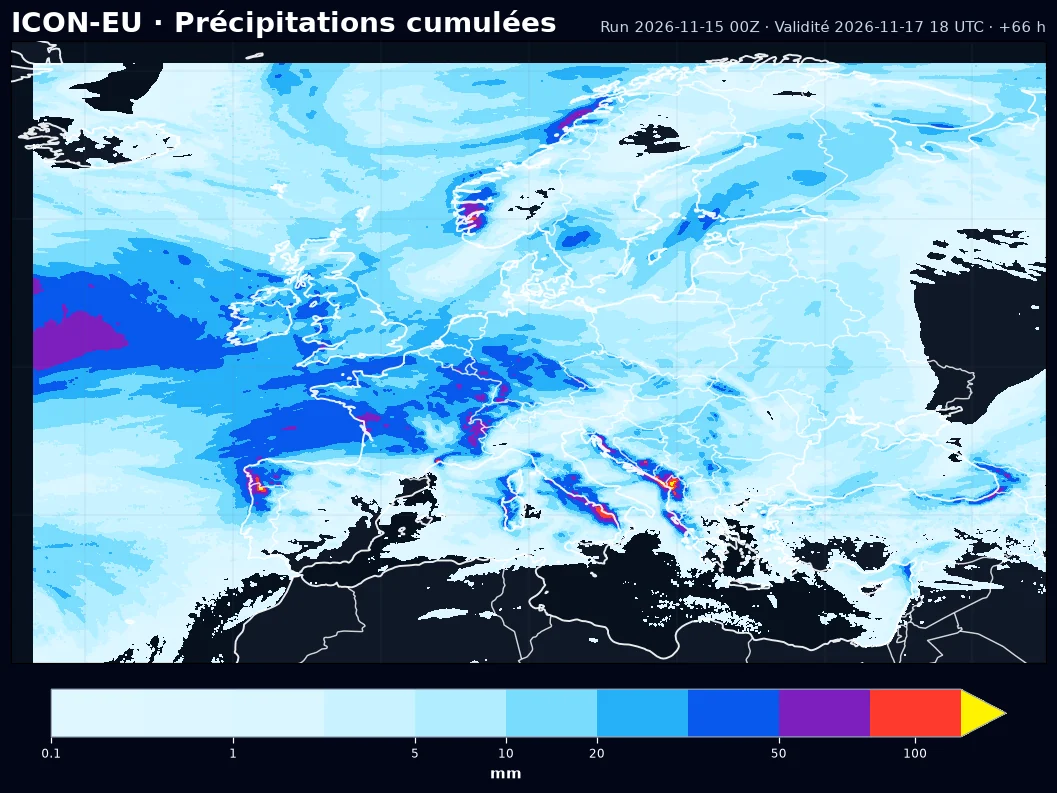 ICON-EU · Précipitations cumulées
Run 2026-11-15 00Z · Validité 2026-11-17 18 UTC · +66 h
0.1 1 5 10 20 50 100
mm